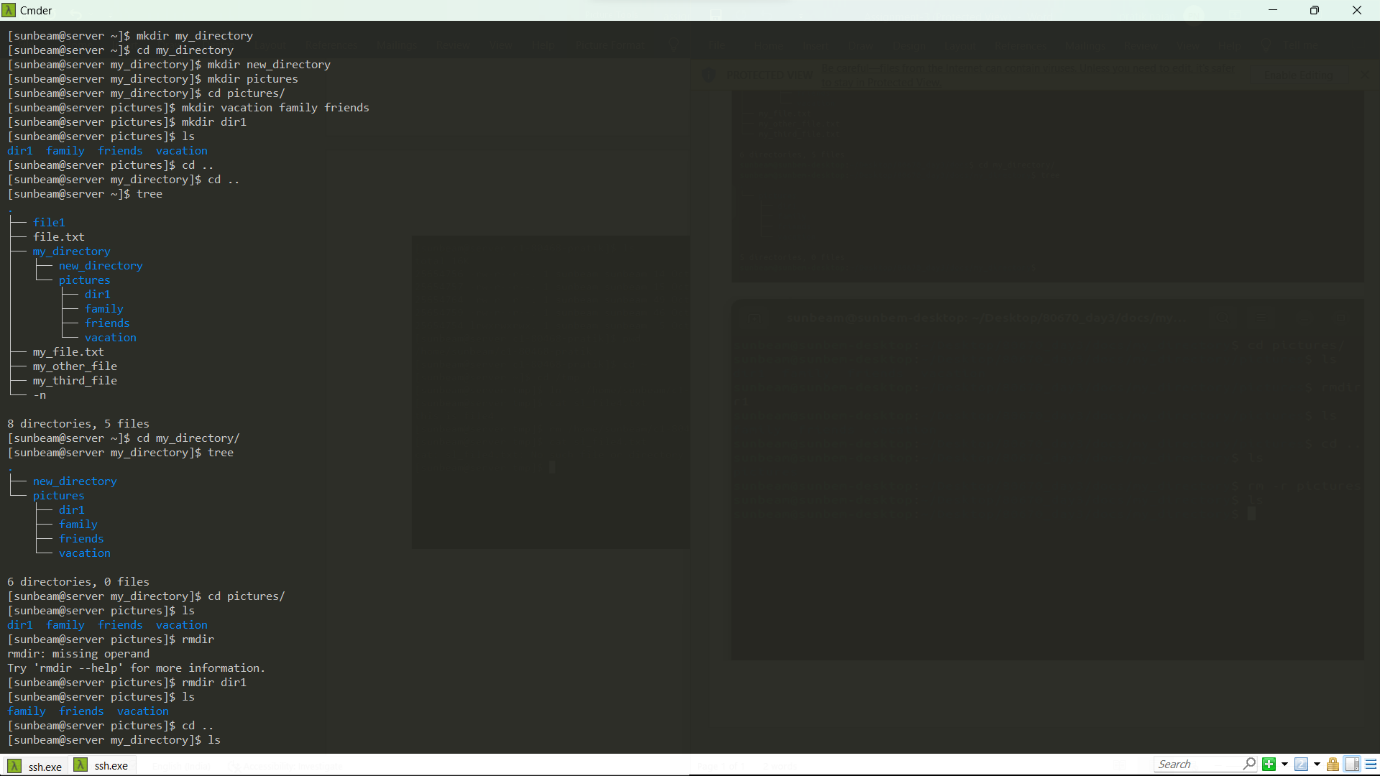 Cmder
[sunbeam@server ~]$ mkdir my_directory
[sunbeam@server ~]$ cd my_directory
[sunbeam@server my_directory]$ mkdir new_directory
[sunbeam@server my_directory]$ mkdir pictures
[sunbeam@server my_directory]$ cd pictures/
[sunbeam@server pictures]$ mkdir vacation family friends
[sunbeam@server pictures]$ mkdir dir1
[sunbeam@server pictures]$ ls
dir1  family  friends  vacation
[sunbeam@server pictures]$ cd ..
[sunbeam@server my_directory]$ cd ..
[sunbeam@server ~]$ tree
.
├── file1
├── file.txt
├── my_directory
│   ├── new_directory
│   └── pictures
│       ├── dir1
│       ├── family
│       ├── friends
│       └── vacation
├── my_file.txt
├── my_other_file
├── my_third_file
└── -n
8 directories, 5 files
[sunbeam@server ~]$ cd my_directory/
[sunbeam@server my_directory]$ tree
.
├── new_directory
└── pictures
    ├── dir1
    ├── family
    ├── friends
    └── vacation
6 directories, 0 files
[sunbeam@server my_directory]$ cd pictures/
[sunbeam@server pictures]$ ls
dir1  family  friends  vacation
[sunbeam@server pictures]$ rmdir
rmdir: missing operand
Try 'rmdir --help' for more information.
[sunbeam@server pictures]$ rmdir dir1
[sunbeam@server pictures]$ ls
family  friends  vacation
[sunbeam@server pictures]$ cd ..
[sunbeam@server my_directory]$ ls
ssh.exe
ssh.exe
Search